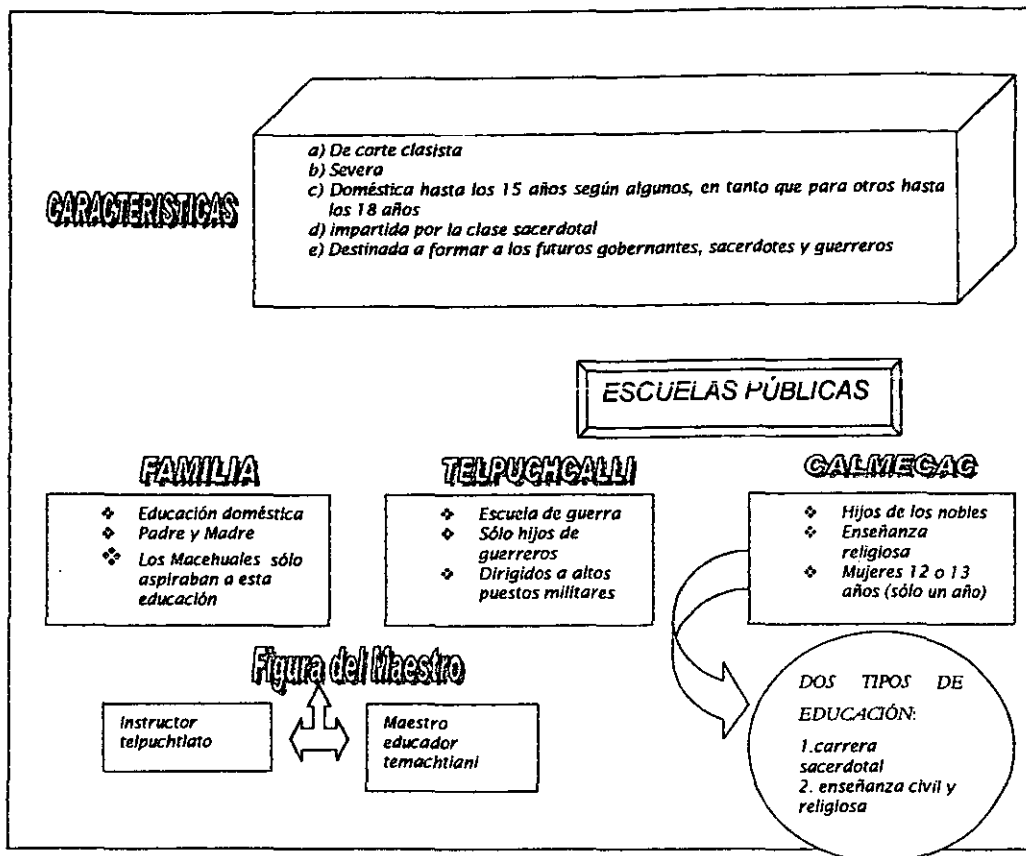 CARACTERISTICAS
a) De corte clasista
b) Severa
c) Doméstica hasta los 15 años según algunos, en tanto que para otros hasta
los 18 años
d) impartida por la clase sacerdotal
e) Destinada a formar a los futuros gobernantes, sacerdotes y guerreros
ESCUELAS PÚBLICAS
FAMILIA
Educación doméstica
Padre y Madre
Los Macehuales sólo
aspiraban a esta
educación
TELPUCHCALLI
Escuela de guerra
Sólo hijos de
guerreros
Dirigidos a altos
puestos militares
CALMECAC
Hijos de los nobles
Enseñanza
religiosa
Mujeres 12 o 13
años (sólo un año)
Figura del Maestro
Instructor
telpuchtlato
Maestro
educador
temachtiani
DOS TIPOS DE
EDUCACIÓN:
1.carrera
sacerdotal
2. enseñanza civil y
religiosa